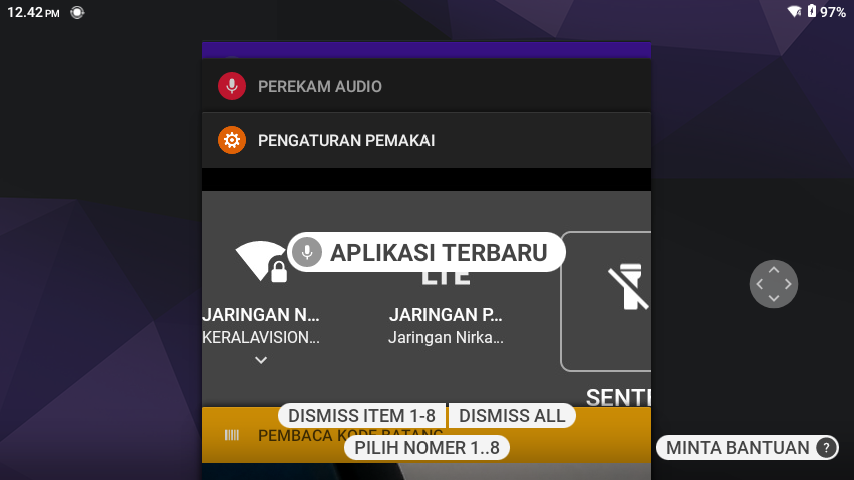 12.42 PM
97%
PEREKAM AUDIO
PENGATURAN PEMAKAI
APLIKASI TERBARU
LTE
JARINGAN N...
JARINGAN P...
KERALAVISION...
Jaringan Nirka...
SENT
DISMISS ITEM 1-8
DISMISS ALL
PEMBACA KODE BATANG
PILIH NOMER 1..8
MINTA BANTUAN ?